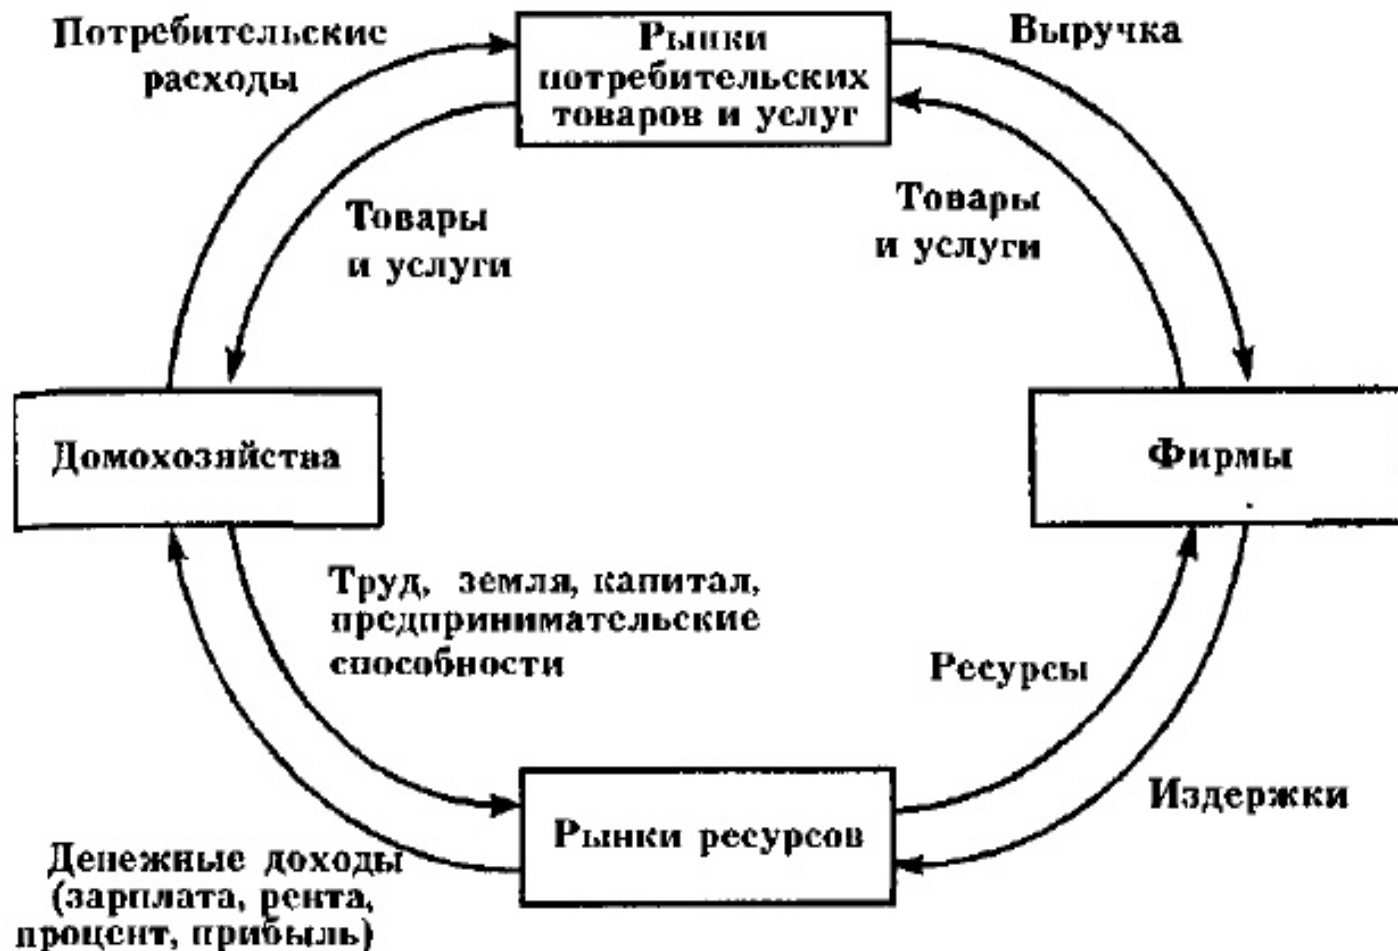 Потребительские
расходы
Рынки
потребительских
товаров и услуг
Выручка
Товары
и услуги
Товары
и услуги
Домохозяйства
Фирмы
Труд, земля, капитал,
предпринимательские
способности
Ресурсы
Рынки ресурсов
Издержки
Денежные доходы
(зарплата, рента,
процент, прибыль)